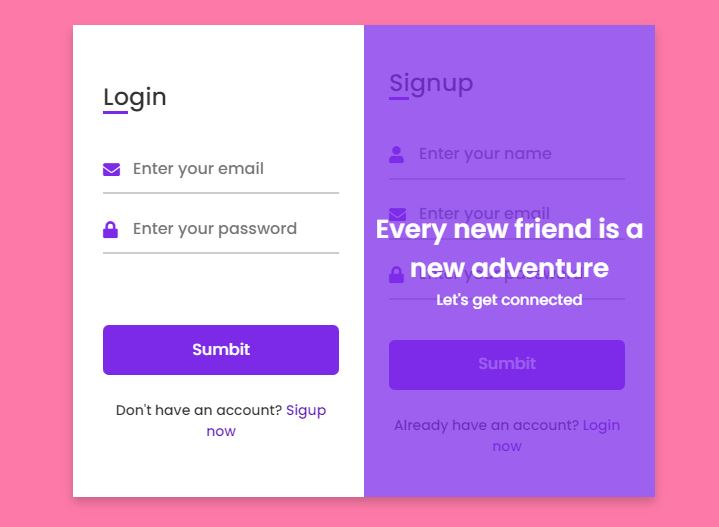 Login
Enter your email
Enter your password
Sumbit
Don't have an account? Sigup
now
Signup
Enter your name
Enter your email
Every new friend is a
new adventure
Let's get connected
Sumbit
Already have an account? Login
now